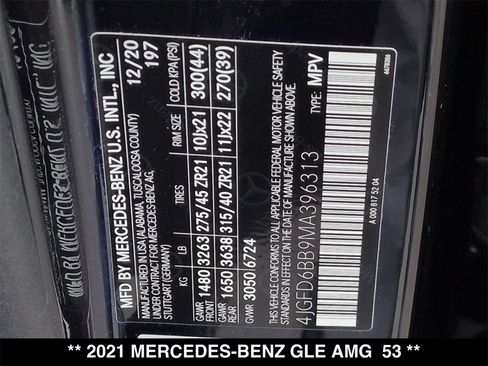 MFD BY MERCEDES-BENZ U.S. INTL., INC
MANUFACTURED IN USA (ALABAMA, TUSCALOOSA COUNTY)
UNDER CONTRACT FOR MERCEDES-BENZ AG,
STUTTGART (GERMANY)
12/20
197
KG LB TIRES RIM SIZE COLD KPA (PSI)
GAWR FRONT 1480 3263 275/45 ZR21 10Jx21 300(44)
GAWR REAR 1650 3638 315/40 ZR21 11Jx22 270(39)
GVWR 3050 6724
THIS VEHICLE CONFORMS TO ALL APPLICABLE FEDERAL MOTOR VEHICLE SAFETY
STANDARDS IN EFFECT ON THE DATE OF MANUFACTURE SHOWN ABOVE.
4JGFD6BB9MA396313 TYPE: MPV
A 000 817 52 04
** 2021 MERCEDES-BENZ GLE AMG 53 **